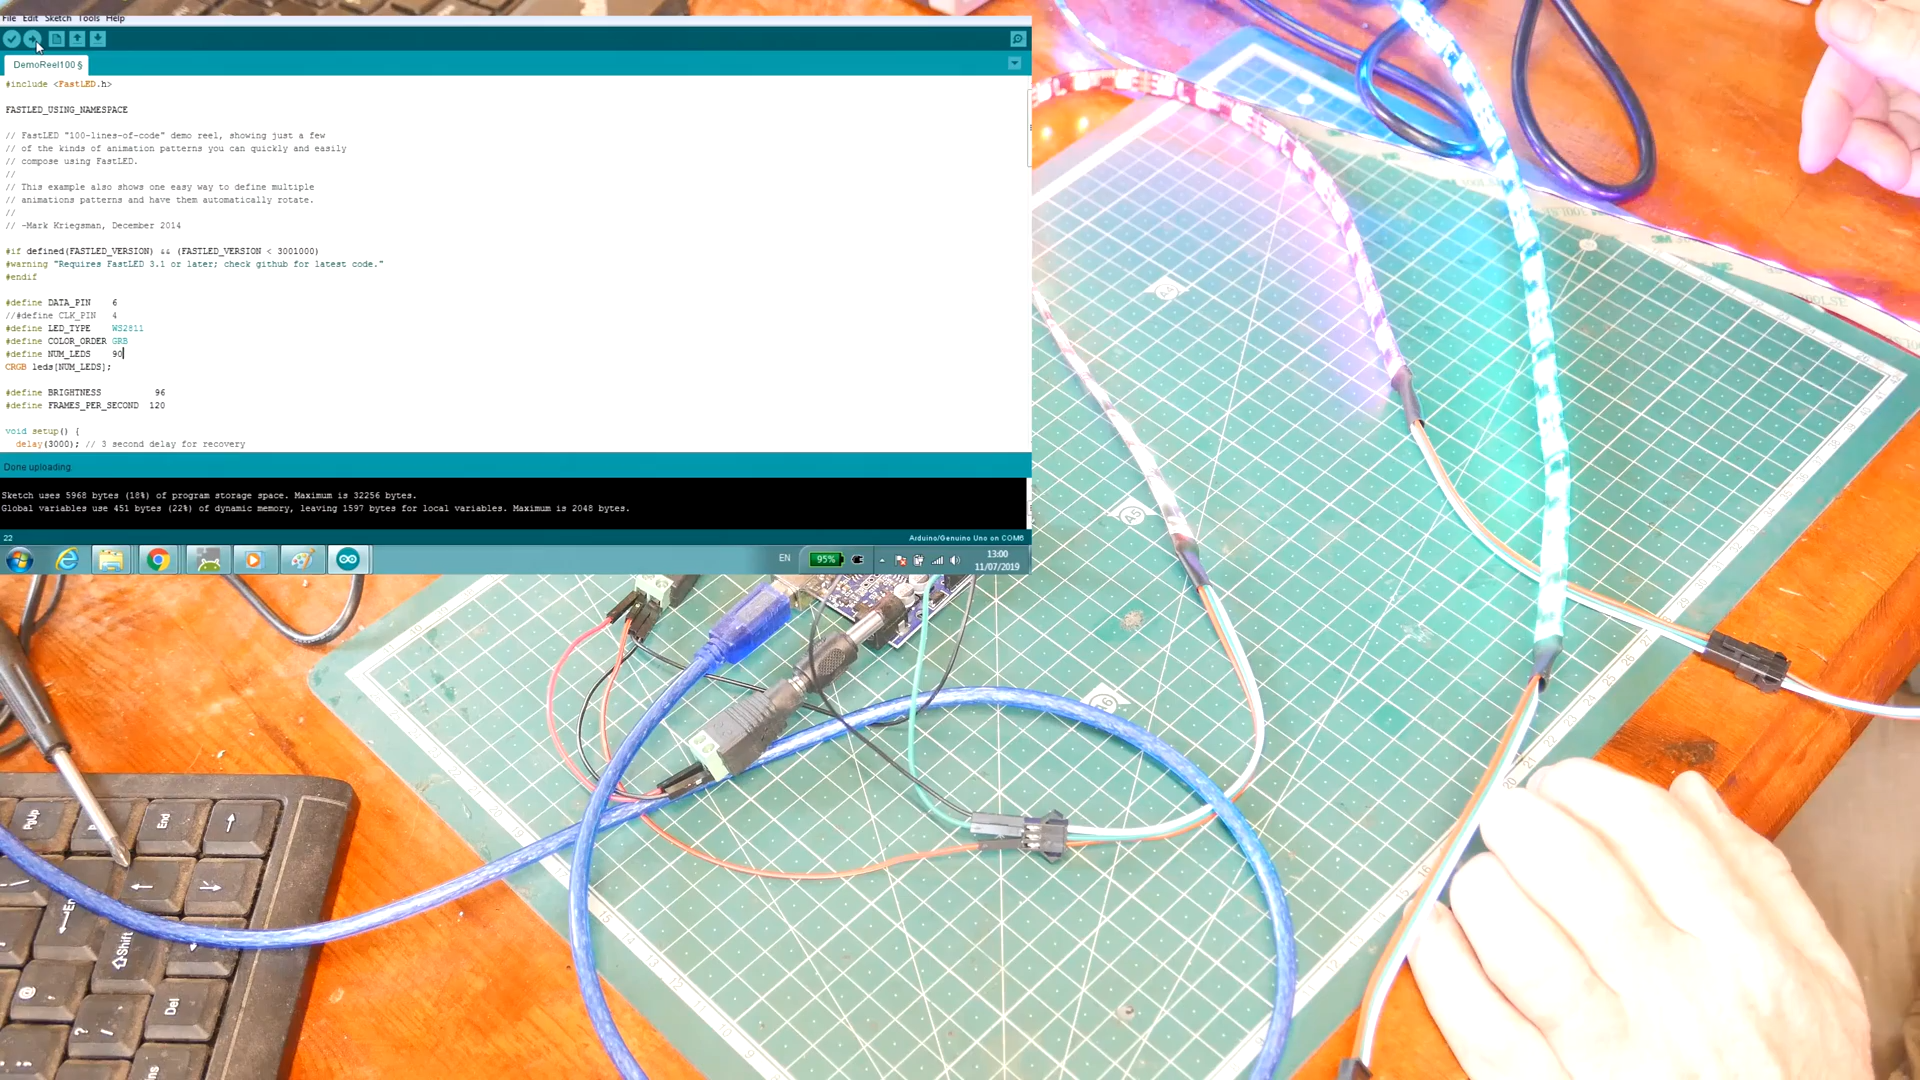 File Edit Sketch Tools Help
DemoReel100 §
#include <FastLED.h>
FASTLED_USING_NAMESPACE
// FastLED "100-lines-of-code" demo reel, showing just a few
// of the kinds of animation patterns you can quickly and easily
// compose using FastLED.
//
// This example also shows one easy way to define multiple
// animations patterns and have them automatically rotate.
//
// -Mark Kriegsman, December 2014
#if defined(FASTLED_VERSION) && (FASTLED_VERSION < 3001000)
#warning "Requires FastLED 3.1 or later; check github for latest code."
#endif
#define DATA_PIN 6
//#define CLK_PIN 4
#define LED_TYPE WS2811
#define COLOR_ORDER GRB
#define NUM_LEDS 90
CRGB leds[NUM_LEDS];
#define BRIGHTNESS 96
#define FRAMES_PER_SECOND 120
void setup() {
delay(3000); // 3 second delay for recovery
Done uploading
Sketch uses 5968 bytes (18%) of program storage space. Maximum is 32256 bytes.
Global variables use 451 bytes (22%) of dynamic memory, leaving 1597 bytes for local variables. Maximum is 2048 bytes.
22
Arduino/Genuino Uno on COM6
EN
95%
13:00
11/07/2019
A4
A5
A6
PgUp
End
Shift
Del
@